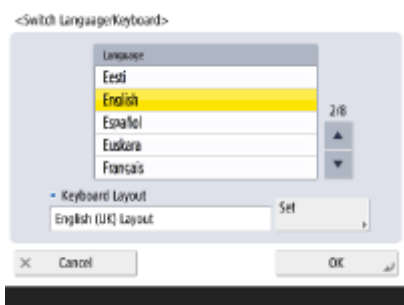 <Switch Language/Keyboard>
Language
Eesti
English
Español
Euskara
Français
2/8
Keyboard Layout
English (UK) Layout
Set
Cancel
OK